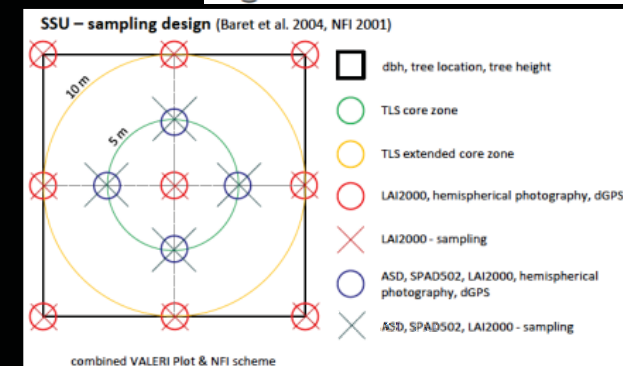 SSU – sampling design (Baret et al. 2004, NFI 2001)
10 m
5 m
dbh, tree location, tree height
TLS core zone
TLS extended core zone
LAI2000, hemispherical photography, dGPS
LAI2000 - sampling
ASD, SPAD502, LAI2000, hemispherical
photography, dGPS
ASD, SPAD502, LAI2000 - sampling
combined VALERI Plot & NFI scheme